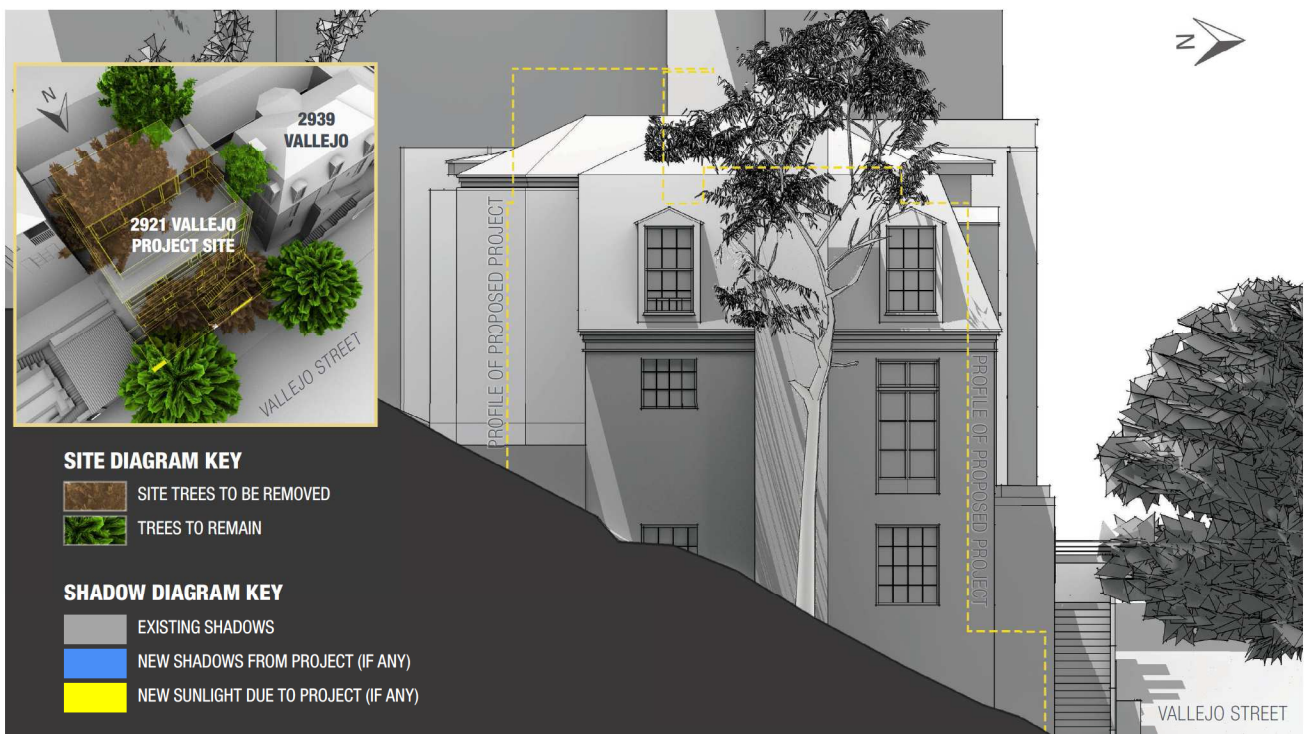 N
N
2939
VALLEJO
2921 VALLEJO
PROJECT SITE
VALLEJO STREET
PROFILE OF PROPOSED PROJECT
PROFILE OF PROPOSED PROJECT
SITE DIAGRAM KEY
SITE TREES TO BE REMOVED
TREES TO REMAIN
SHADOW DIAGRAM KEY
EXISTING SHADOWS
NEW SHADOWS FROM PROJECT (IF ANY)
NEW SUNLIGHT DUE TO PROJECT (IF ANY)
VALLEJO STREET